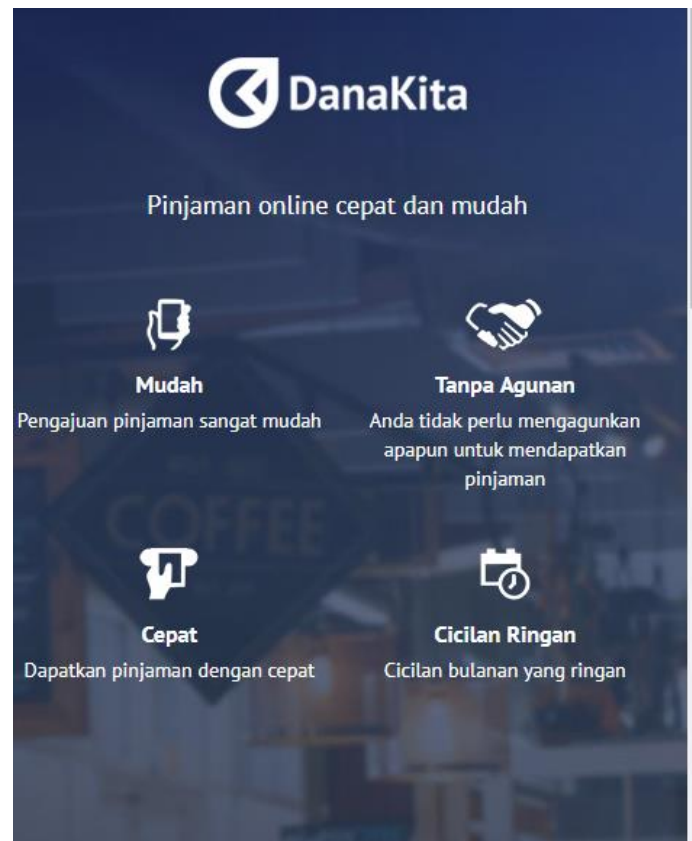 DanaKita
Pinjaman online cepat dan mudah
Mudah
Pengajuan pinjaman sangat mudah
Tanpa Agunan
Anda tidak perlu mengagunkan
apapun untuk mendapatkan
pinjaman
COFFEE
Cepat
Dapatkan pinjaman dengan cepat
Cicilan Ringan
Cicilan bulanan yang ringan